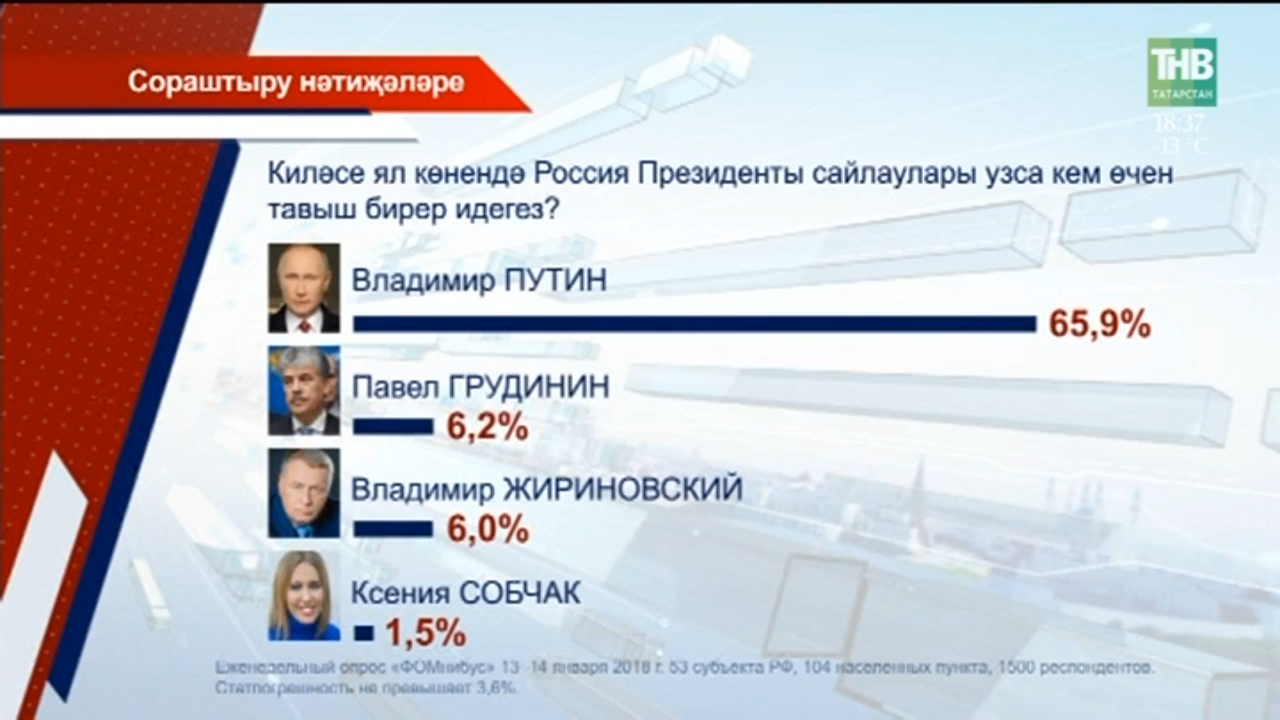 Сораштыру нәтиҗәләре
ТНВ
ТАТАРСТАН
18:37
13 °C
Киләсе ял көнендә Россия Президенты сайлаулары узса кем өчен
тавыш бирер идегез?
Владимир ПУТИН
65,9%
Павел ГРУДИНИН
6,2%
Владимир ЖИРИНОВСКИЙ
6,0%
Ксения СОБЧАК
1,5%
Еженедельный опрос «ФОМнибус» 13-14 января 2018 г. 53 субъекта РФ, 104 населенных пункта, 1500 респондентов.
Статпогрешность не превышает 3,6%.